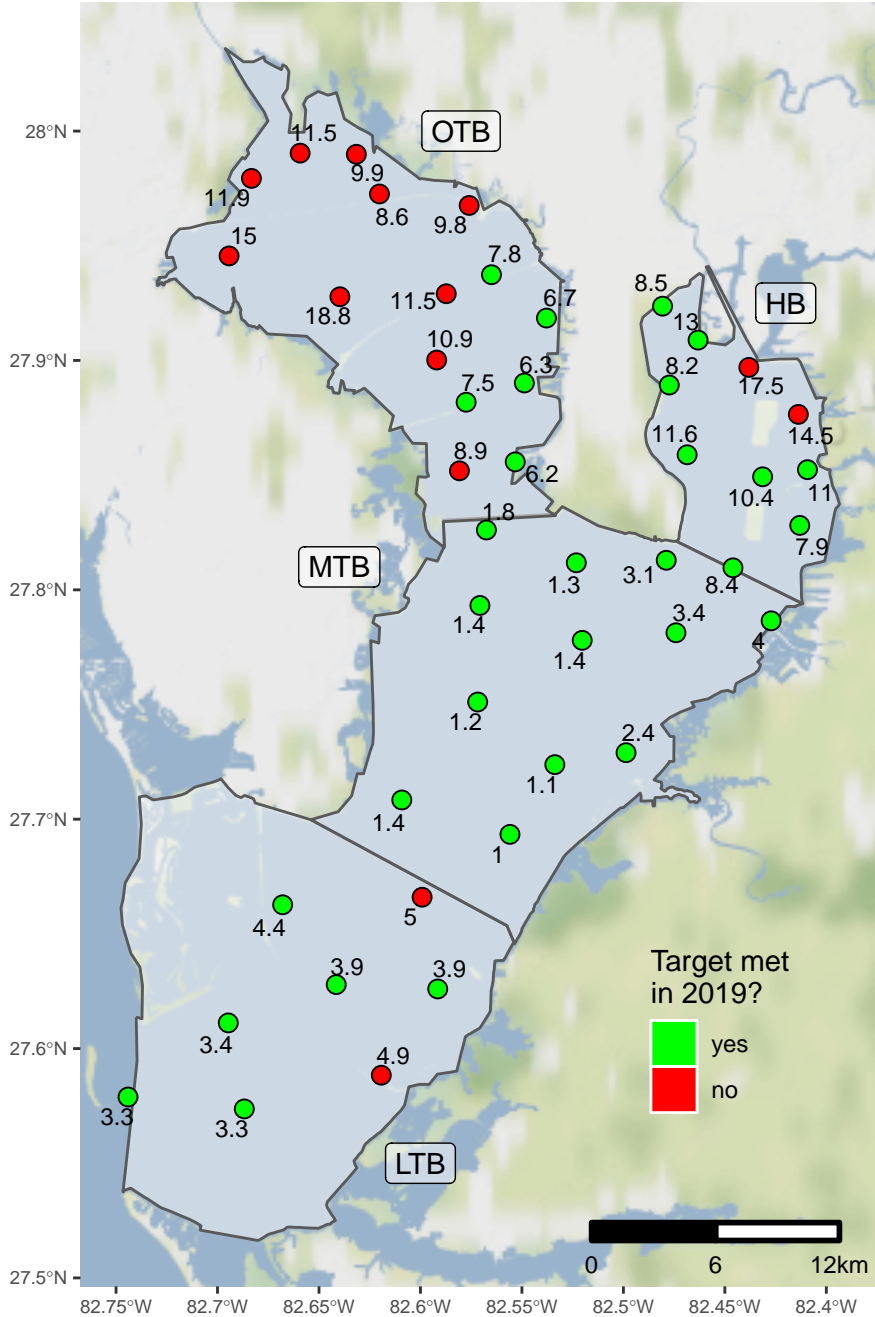 OTB
28°N
11.5
9.9
11.9
8.6
9.8
15
7.8
18.8
11.5
6.7
8.5
HB
13
10.9
27.9°N
7.5
6.3
8.2
17.5
8.9
6.2
11.6
14.5
10.4
11
1.8
7.9
MTB
1.3
3.1
8.4
27.8°N
1.4
1.4
3.4
4
1.2
1.1
2.4
1.4
1
27.7°N
4.4
5
3.9
3.9
3.4
27.6°N
4.9
3.3
3.3
LTB
Target met
in 2019?
yes
no
0
6
12km
27.5°N
82.75°W
82.7°W
82.65°W
82.6°W
82.55°W
82.5°W
82.45°W
82.4°W